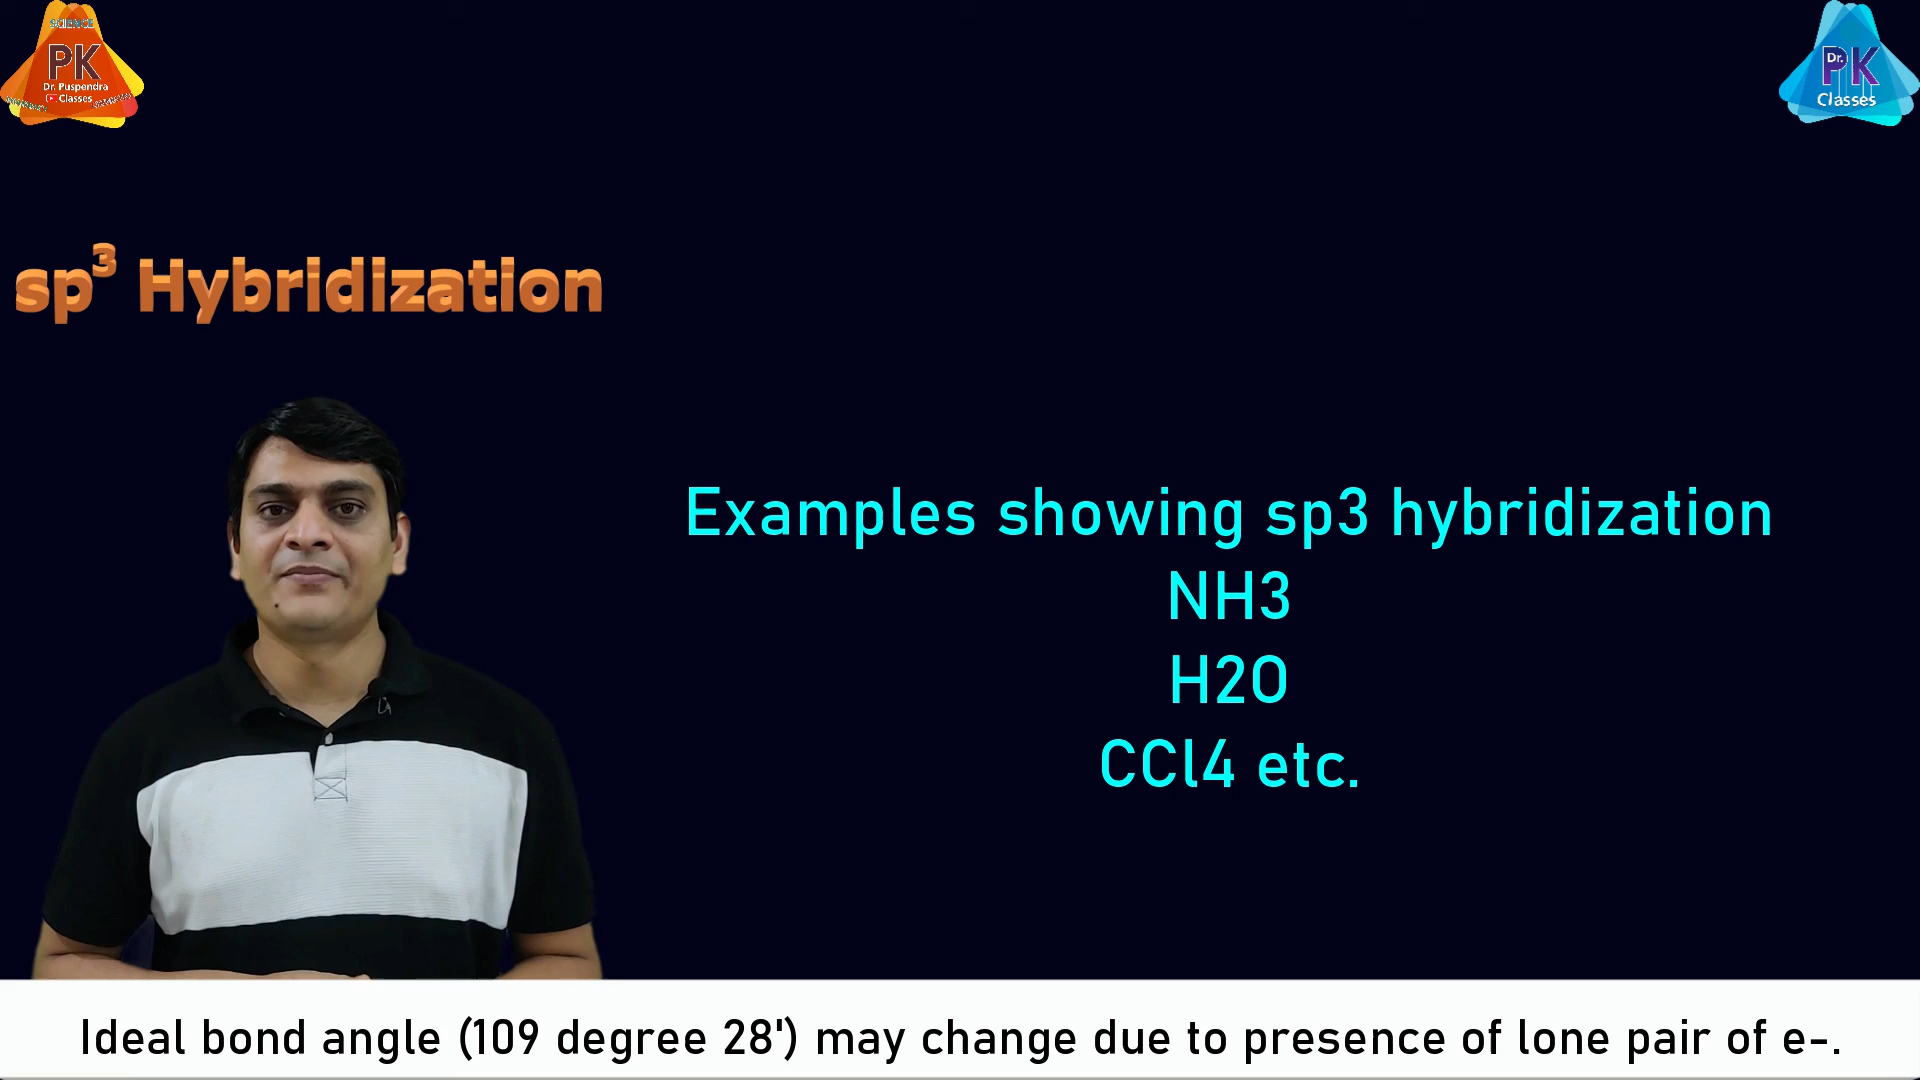 SCIENCE
PK
Dr. Puspendra
Classes
Dr.
PK
Classes
sp³ Hybridization
Examples showing sp3 hybridization
NH3
H2O
CCl4 etc.
Ideal bond angle (109 degree 28') may change due to presence of lone pair of e-.